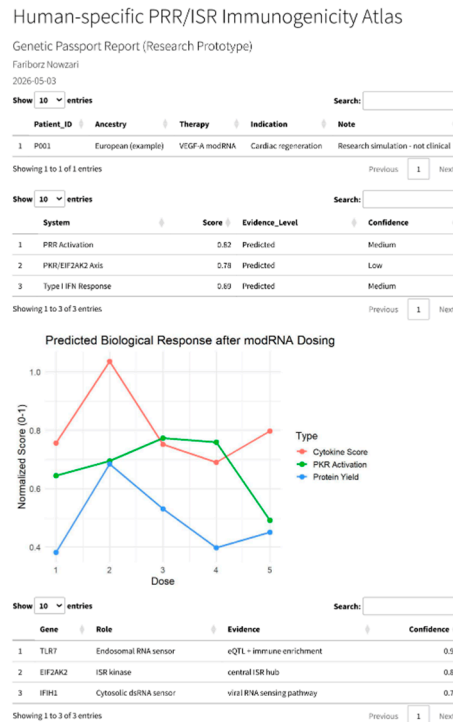 Human-specific PRR/ISR Immunogenicity Atlas
Genetic Passport Report (Research Prototype)
Fariborz Nowzari
2026-05-03
Show 10 entries Search:
Patient_ID Ancestry Therapy Indication Note
1 P001 European (example) VEGF-A modRNA Cardiac regeneration Research simulation - not clinical
Showing 1 to 1 of 1 entries Previous 1 Next
Show 10 entries Search:
System Score Evidence_Level Confidence
1 PRR Activation 0.82 Predicted Medium
2 PKR/EIF2AK2 Axis 0.78 Predicted Low
3 Type I IFN Response 0.89 Predicted Medium
Showing 1 to 3 of 3 entries Previous 1 Next
Predicted Biological Response after modRNA Dosing
Normalized Score (0-1)
1.0
0.8
0.6
0.4
1 2 3 4 5
Dose
Type
Cytokine Score
PKR Activation
Protein Yield
Show 10 entries Search:
Gene Role Evidence Confidence
1 TLR7 Endosomal RNA sensor eQTL + immune enrichment 0.9
2 EIF2AK2 ISR kinase central ISR hub 0.8
3 IFIH1 Cytosolic dsRNA sensor viral RNA sensing pathway 0.7
Showing 1 to 3 of 3 entries Previous 1 Next